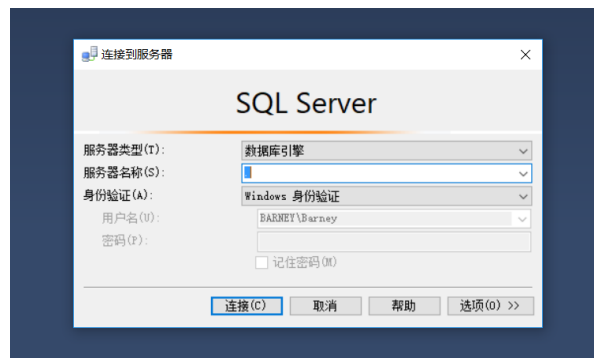 连接到服务器
SQL Server
服务器类型(T): 数据库引擎
服务器名称(S):
身份验证(A): Windows 身份验证
用户名(U): BARNEY\Barney
密码(P):
记住密码(M)
连接(C) 取消 帮助 选项(O) >>